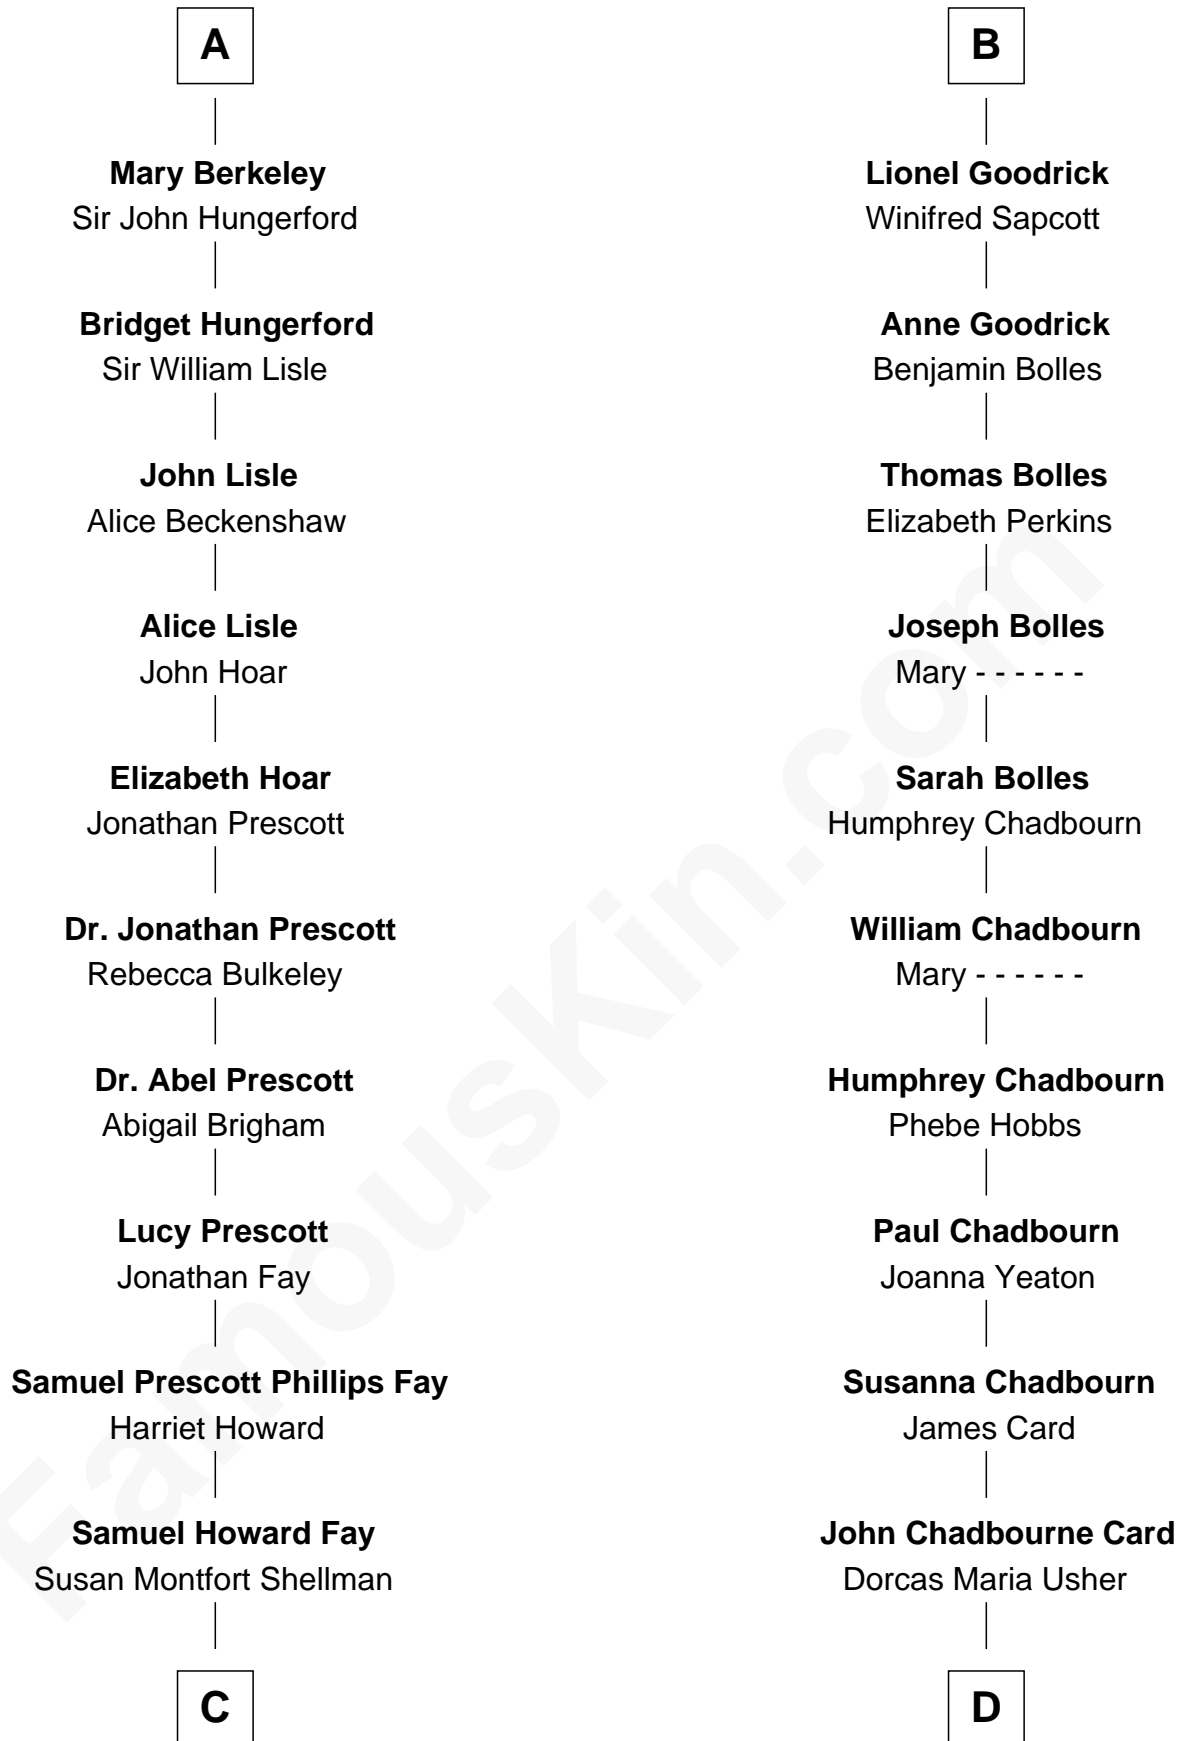 A
Mary Berkeley
Sir John Hungerford
Bridget Hungerford
Sir William Lisle
John Lisle
Alice Beckenshaw
Alice Lisle
John Hoar
Elizabeth Hoar
Jonathan Prescott
Dr. Jonathan Prescott
Rebecca Bulkeley
Dr. Abel Prescott
Abigail Brigham
Lucy Prescott
Jonathan Fay
Samuel Prescott Phillips Fay
Harriet Howard
Samuel Howard Fay
Susan Montfort Shellman
C
B
Lionel Goodrick
Winifred Sapcott
Anne Goodrick
Benjamin Bolles
Thomas Bolles
Elizabeth Perkins
Joseph Bolles
Mary - - - - - -
Sarah Bolles
Humphrey Chadbourn
William Chadbourn
Mary - - - - - -
Humphrey Chadbourn
Phebe Hobbs
Paul Chadbourn
Joanna Yeaton
Susanna Chadbourn
James Card
John Chadbourne Card
Dorcas Maria Usher
D
FamousKin.com